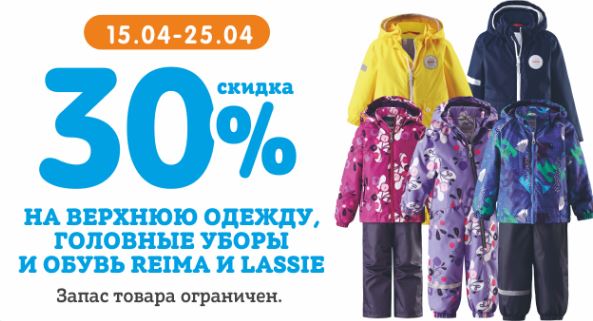 15.04-25.04
30%
скидка
НА ВЕРХНЮЮ ОДЕЖДУ,
ГОЛОВНЫЕ УБОРЫ
И ОБУВЬ REIMA И LASSIE
Запас товара ограничен.